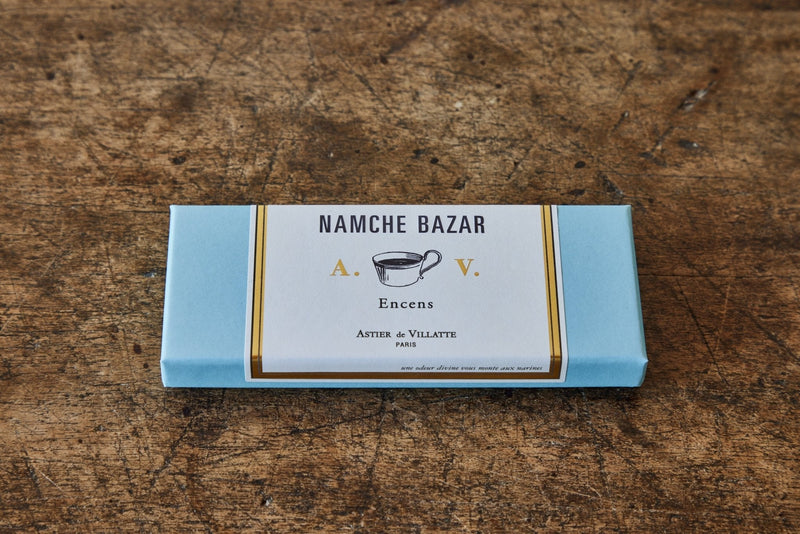 NAMCHE BAZAR
A. V.
Encens
ASTIER de VILLATTE
PARIS
une odeur divine vous monte aux narines